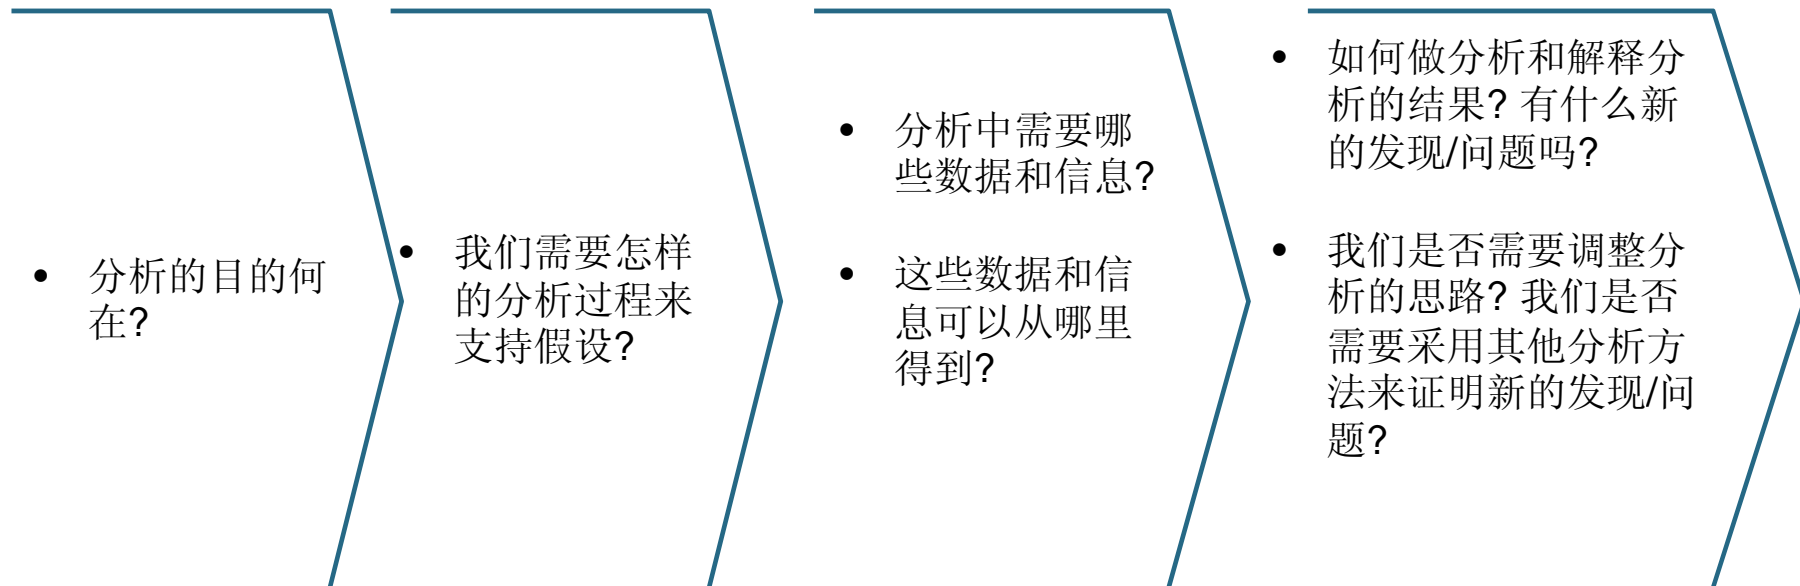 • 分析的目的何
在?
• 我们需要怎样
的分析过程来
支持假设?
• 分析中需要哪
些数据和信息?
• 这些数据和信
息可以从哪里
得到?
• 如何做分析和解释分
析的结果? 有什么新
的发现/问题吗?
• 我们是否需要调整分
析的思路? 我们是否
需要采用其他分析方
法来证明新的发现/问
题?